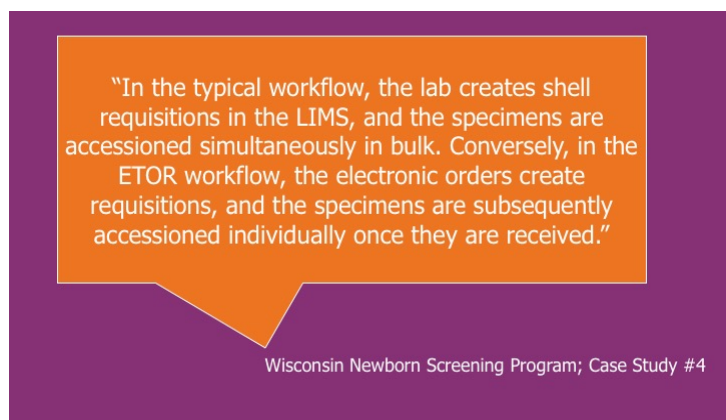 “In the typical workflow, the lab creates shell
requisitions in the LIMS, and the specimens are
accessioned simultaneously in bulk. Conversely, in the
ETOR workflow, the electronic orders create
requisitions, and the specimens are subsequently
accessioned individually once they are received.”
Wisconsin Newborn Screening Program; Case Study #4